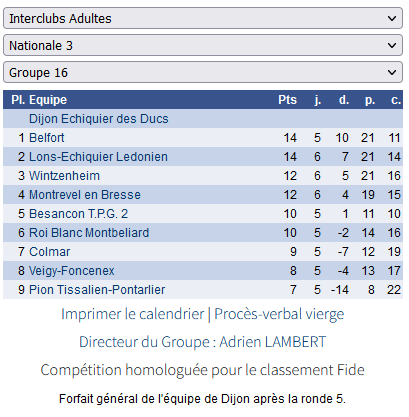 Interclubs Adultes
Nationale 3
Groupe 16
Pl. Equipe Pts j. d. p. c.
Dijon Echiquier des Ducs
1 Belfort 14 5 10 21 11
2 Lons-Echiquier Ledonien 14 6 7 21 14
3 Wintzenheim 12 6 5 21 16
4 Montrevel en Bresse 12 6 4 19 15
5 Besancon T.P.G. 2 10 5 1 11 10
6 Roi Blanc Montbeliard 10 5 -2 14 16
7 Colmar 9 5 -7 12 19
8 Veigy-Foncenex 8 5 -4 13 17
9 Pion Tissalien-Pontarlier 7 5 -14 8 22
Imprimer le calendrier | Procès-verbal vierge
Directeur du Groupe : Adrien LAMBERT
Compétition homologuée pour le classement Fide
Forfait général de l'équipe de Dijon après la ronde 5.